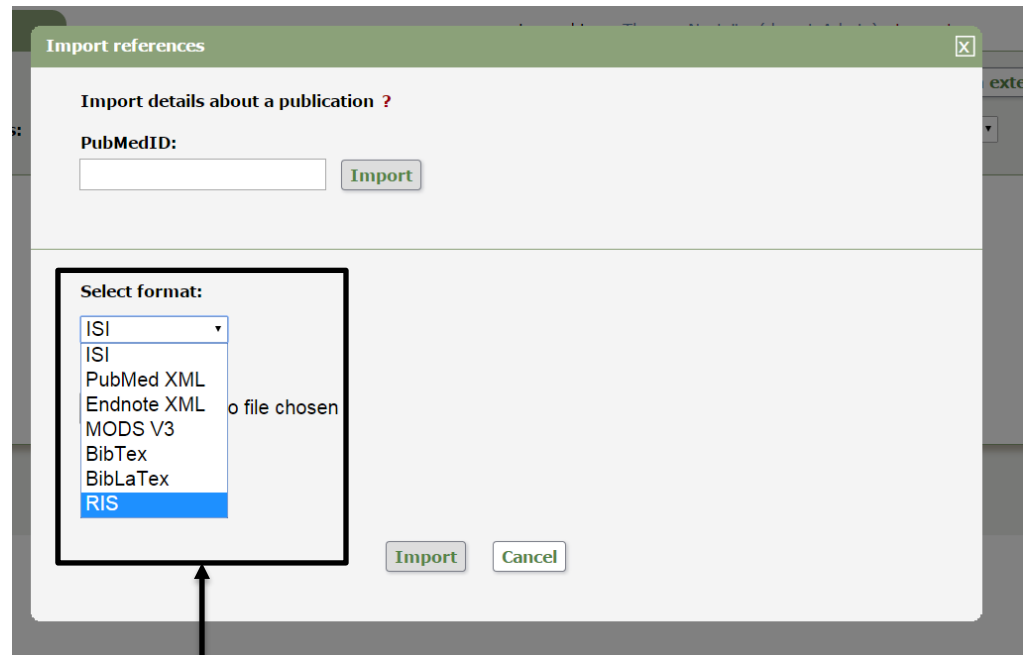 Import references
X
exte
Import details about a publication ?
s:
PubMedID:
Import
Select format:
ISI
ISI
PubMed XML
Endnote XML
o file chosen
MODS V3
BibTex
BibLaTex
RIS
Import
Cancel